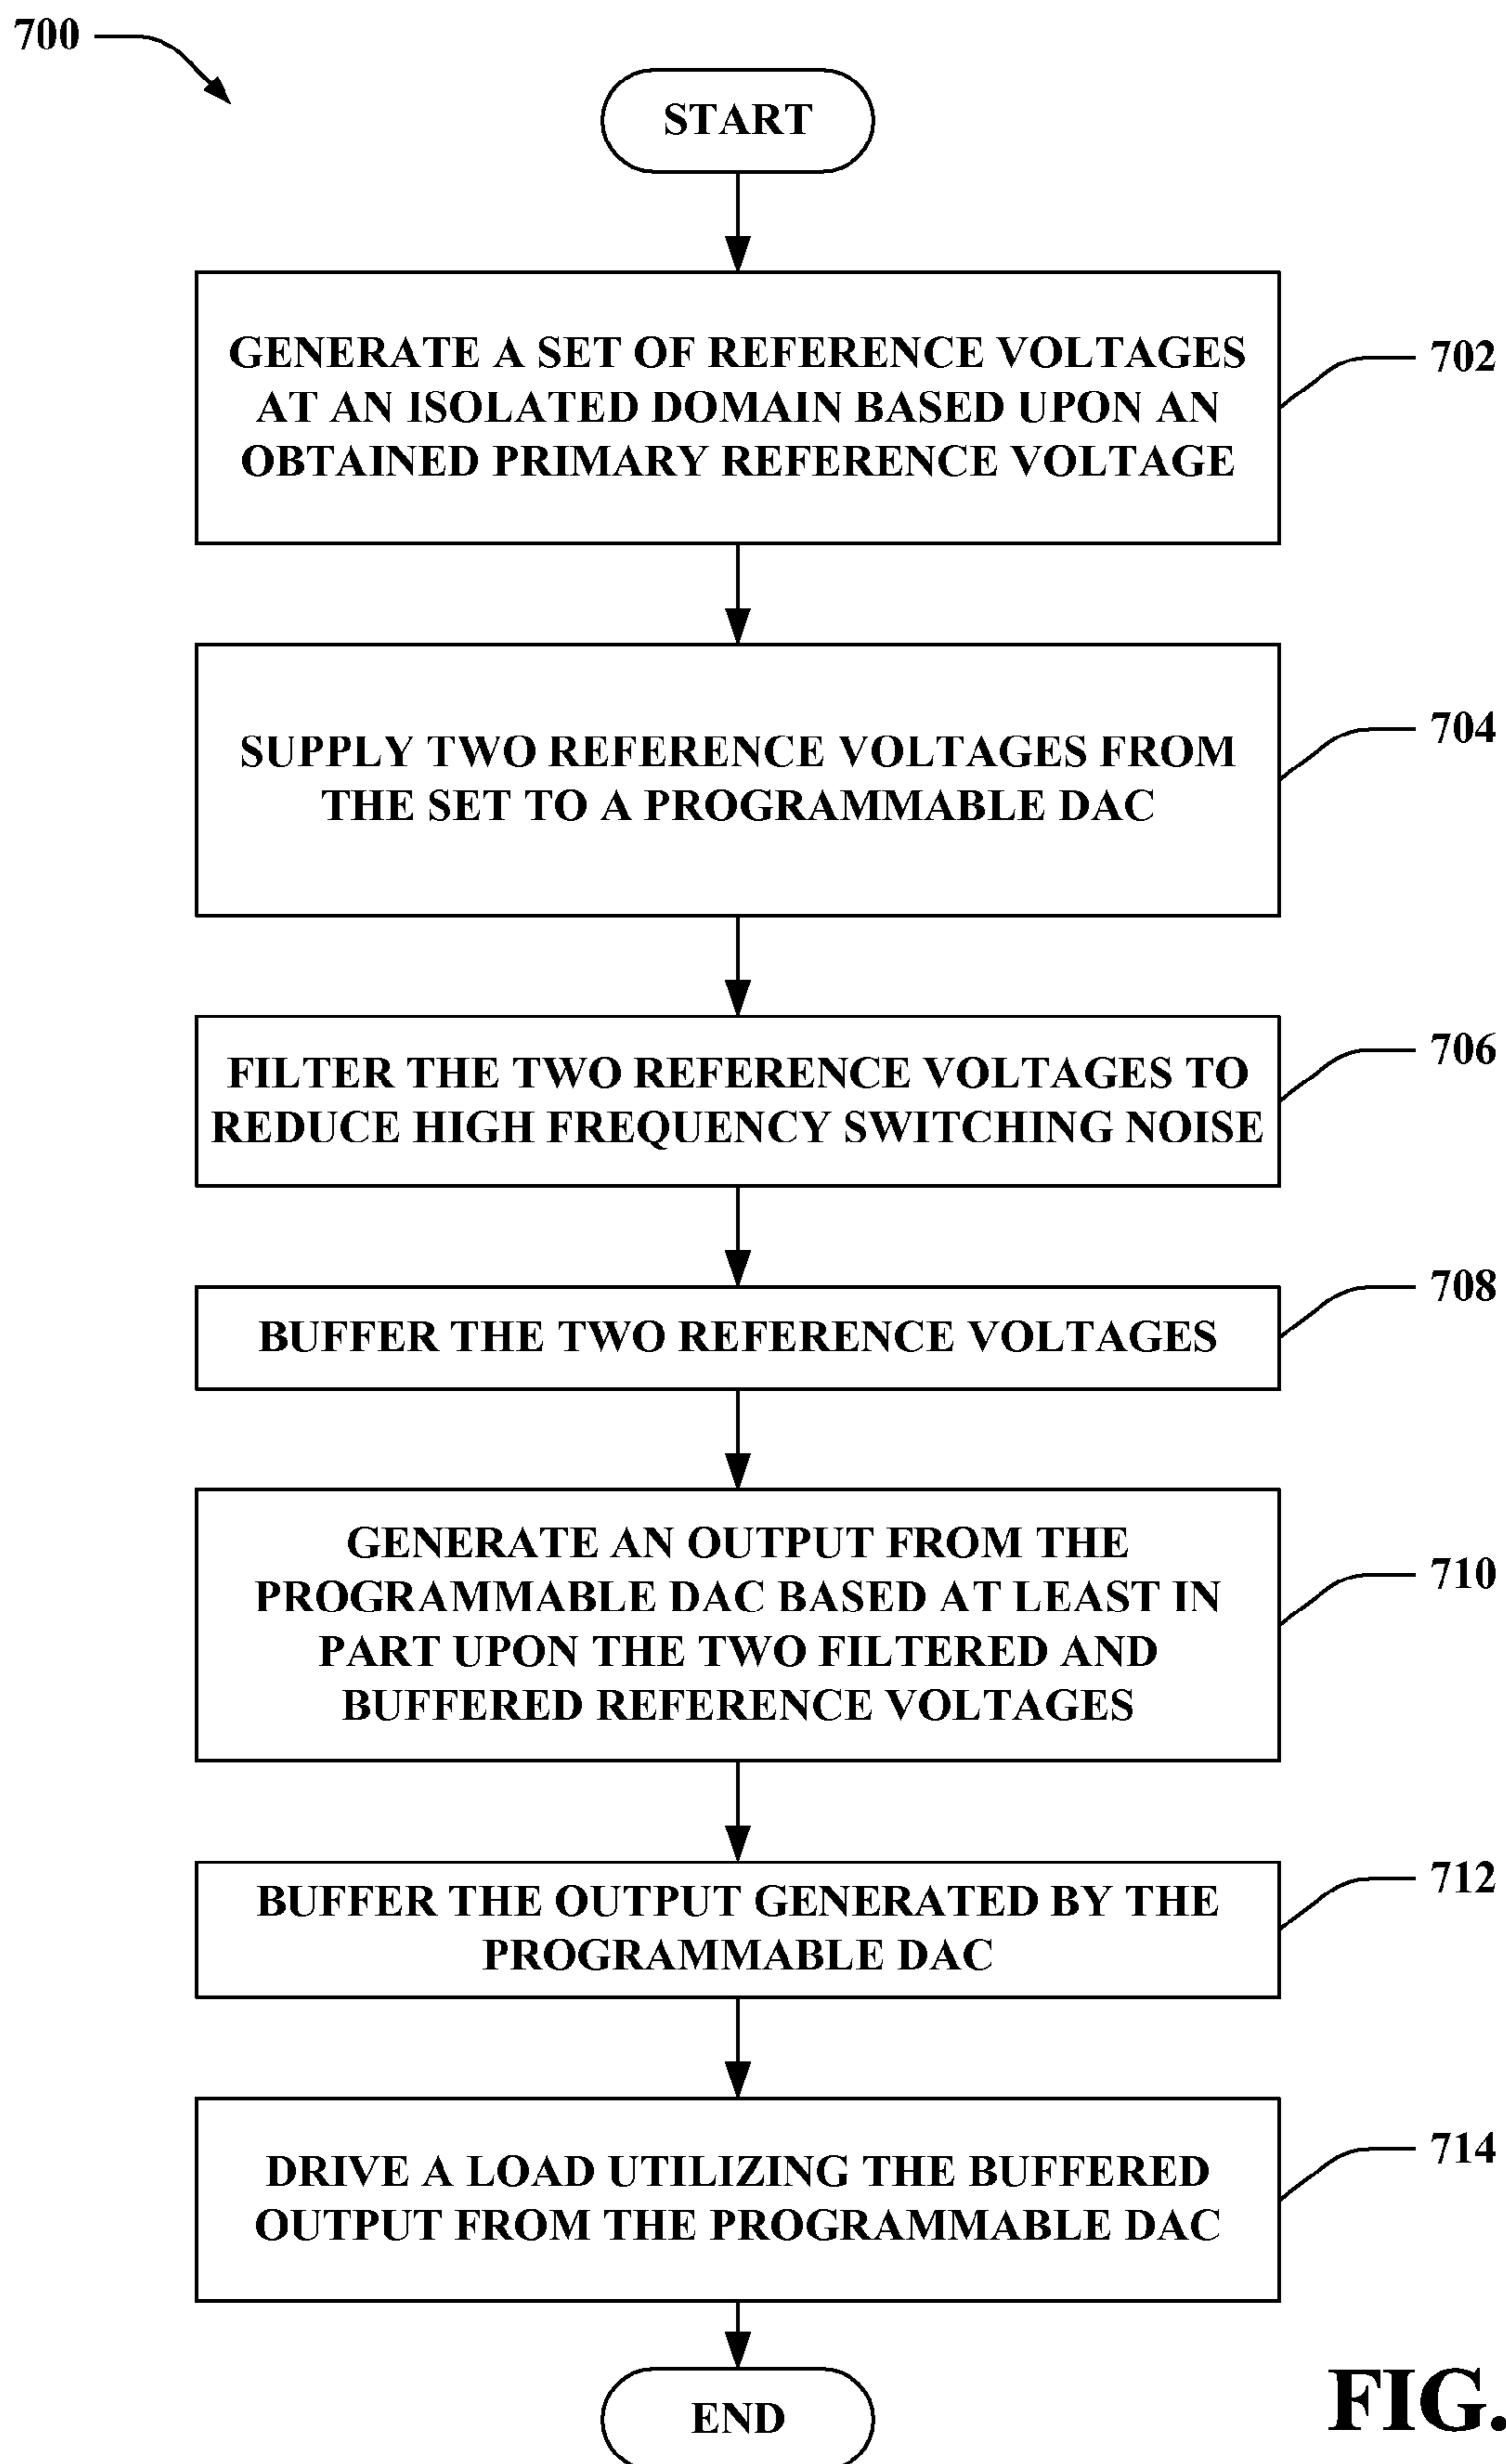 700
START
GENERATE A SET OF REFERENCE VOLTAGES
AT AN ISOLATED DOMAIN BASED UPON AN
OBTAINED PRIMARY REFERENCE VOLTAGE
702
SUPPLY TWO REFERENCE VOLTAGES FROM
THE SET TO A PROGRAMMABLE DAC
704
FILTER THE TWO REFERENCE VOLTAGES TO
REDUCE HIGH FREQUENCY SWITCHING NOISE
706
BUFFER THE TWO REFERENCE VOLTAGES
708
GENERATE AN OUTPUT FROM THE
PROGRAMMABLE DAC BASED AT LEAST IN
PART UPON THE TWO FILTERED AND
BUFFERED REFERENCE VOLTAGES
710
BUFFER THE OUTPUT GENERATED BY THE
PROGRAMMABLE DAC
712
DRIVE A LOAD UTILIZING THE BUFFERED
OUTPUT FROM THE PROGRAMMABLE DAC
714
END
FIG.